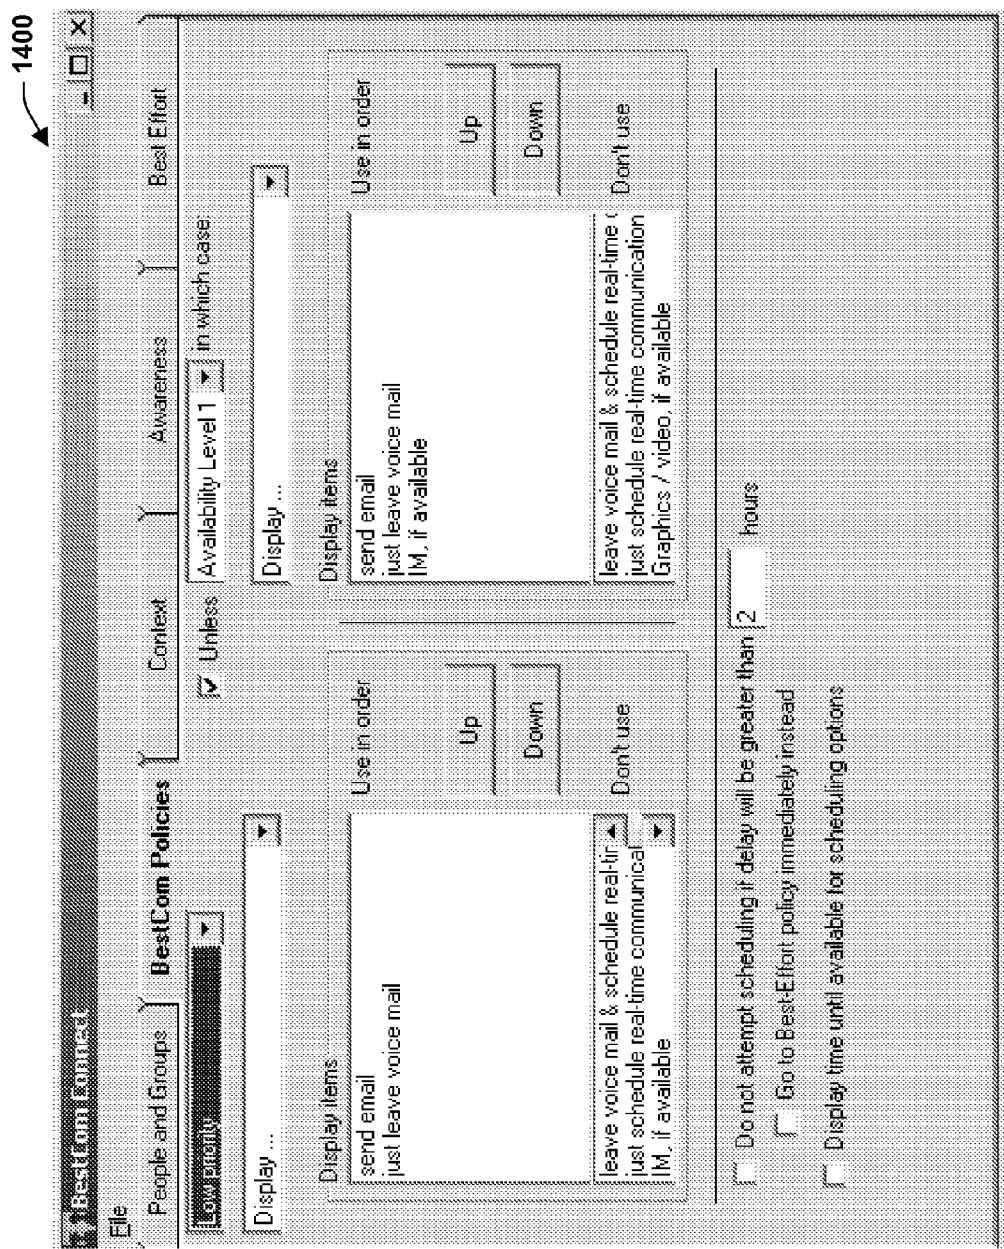 1400
BestCom Connect
File
People and Groups
BestCom Policies
Context
Awareness
Best Effort
Low priority
Unless
Availability Level 1
in which case:
Display ...
Display ...
Display items
send email
just leave voice mail
Use in order
Up
Down
Don't use
leave voice mail & schedule real-tir
just schedule real-time communical
IM, if available
Display items
send email
just leave voice mail
IM, if available
Use in order
Up
Down
Don't use
leave voice mail & schedule real-time c
just schedule real-time communication
Graphics / video, if available
Do not attempt scheduling if delay will be greater than 2 hours
Go to Best-Effort policy immediately instead
Display time until available for scheduling options